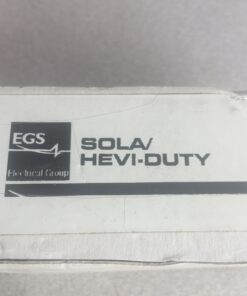 EGS
Electrical Group
SOLA/
HEVI-DUTY